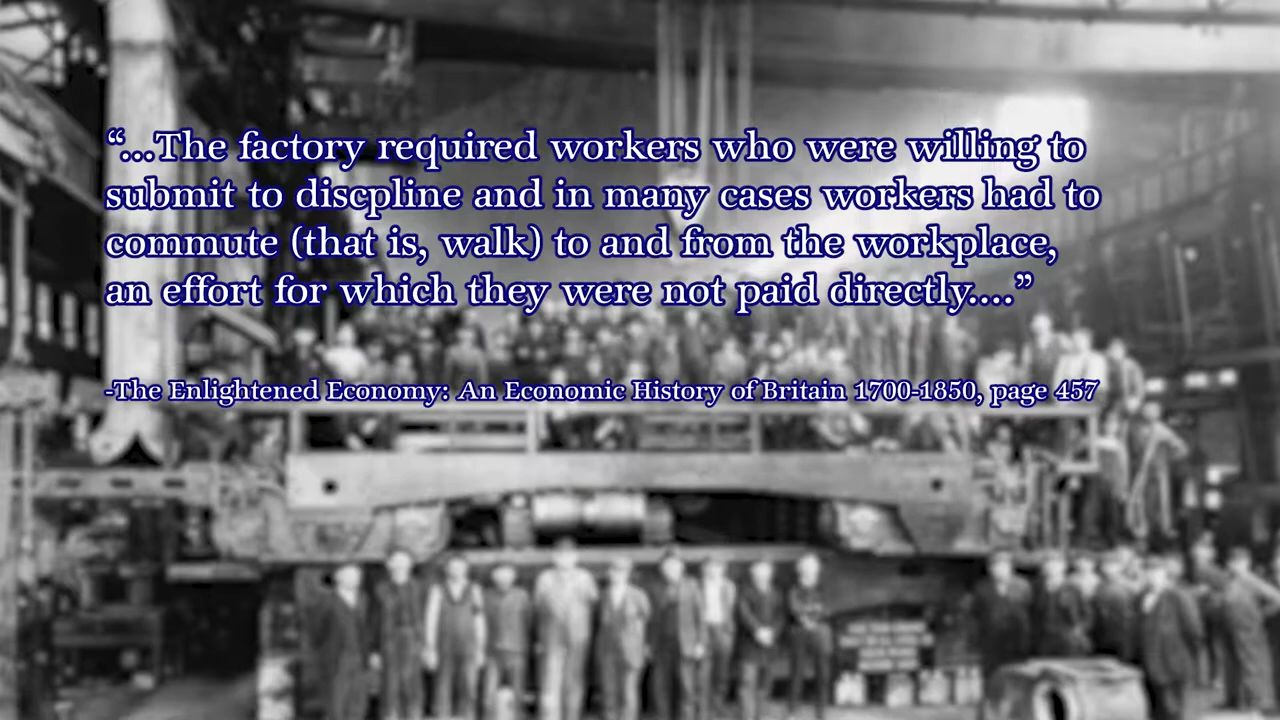 “...The factory required workers who were willing to
submit to discpline and in many cases workers had to
commute (that is, walk) to and from the workplace,
an effort for which they were not paid directly....”
-The Enlightened Economy: An Economic History of Britain 1700-1850, page 457